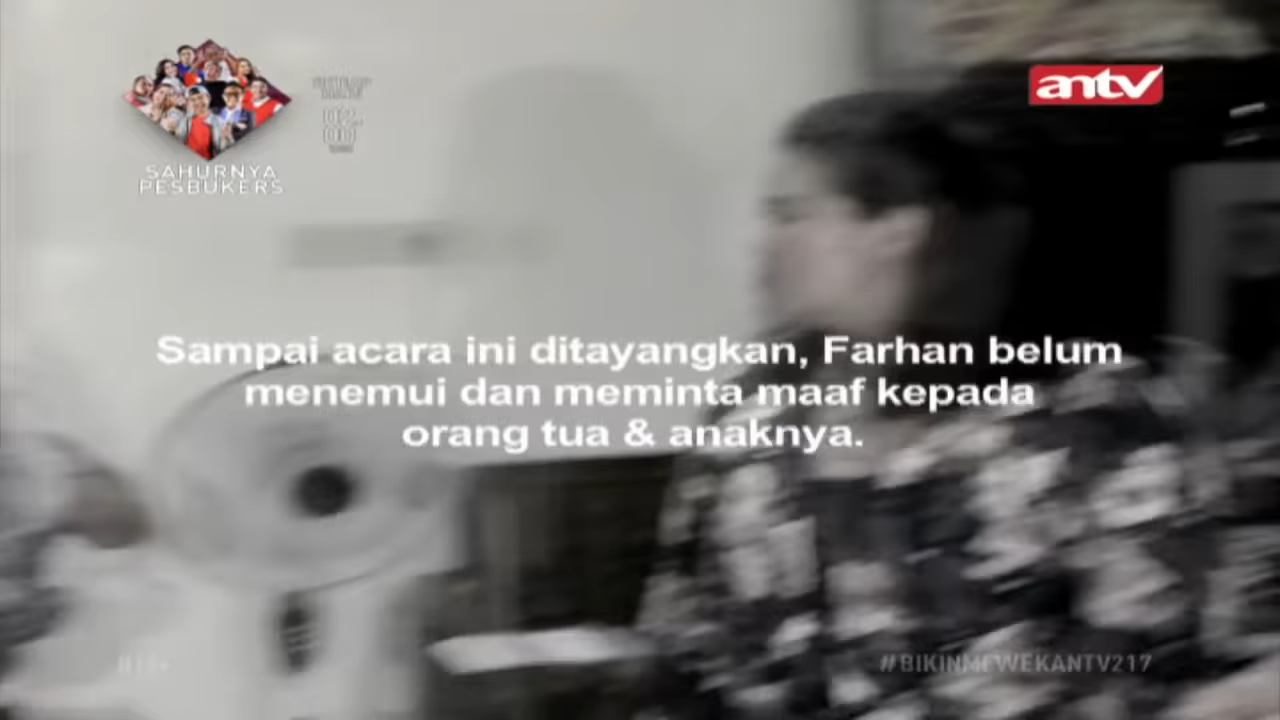 antv
SAHURNYA
PESBUKERS
Sampai acara ini ditayangkan, Farhan belum
menemui dan meminta maaf kepada
orang tua & anaknya.
#BIKINMEWEKANTV217